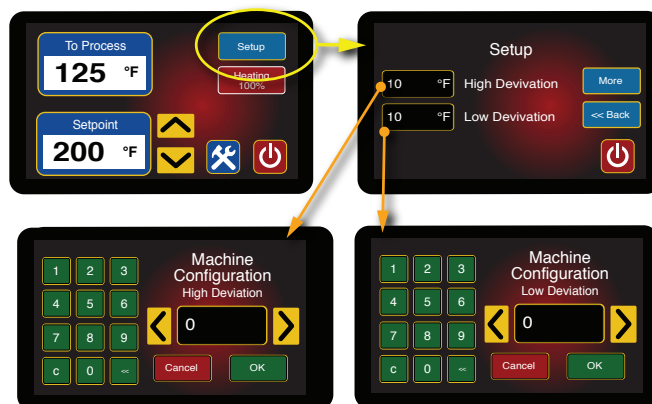 To Process
125 °F
Setup
Heating
100%
Setpoint
200 °F
Setup
10 °F High Devivation
More
10 °F Low Devivation
<< Back
Machine
Configuration
High Deviation
1 2 3
4 5 6
7 8 9
c 0 <<
0
Cancel OK
Machine
Configuration
Low Deviation
1 2 3
4 5 6
7 8 9
c 0 <<
0
Cancel OK